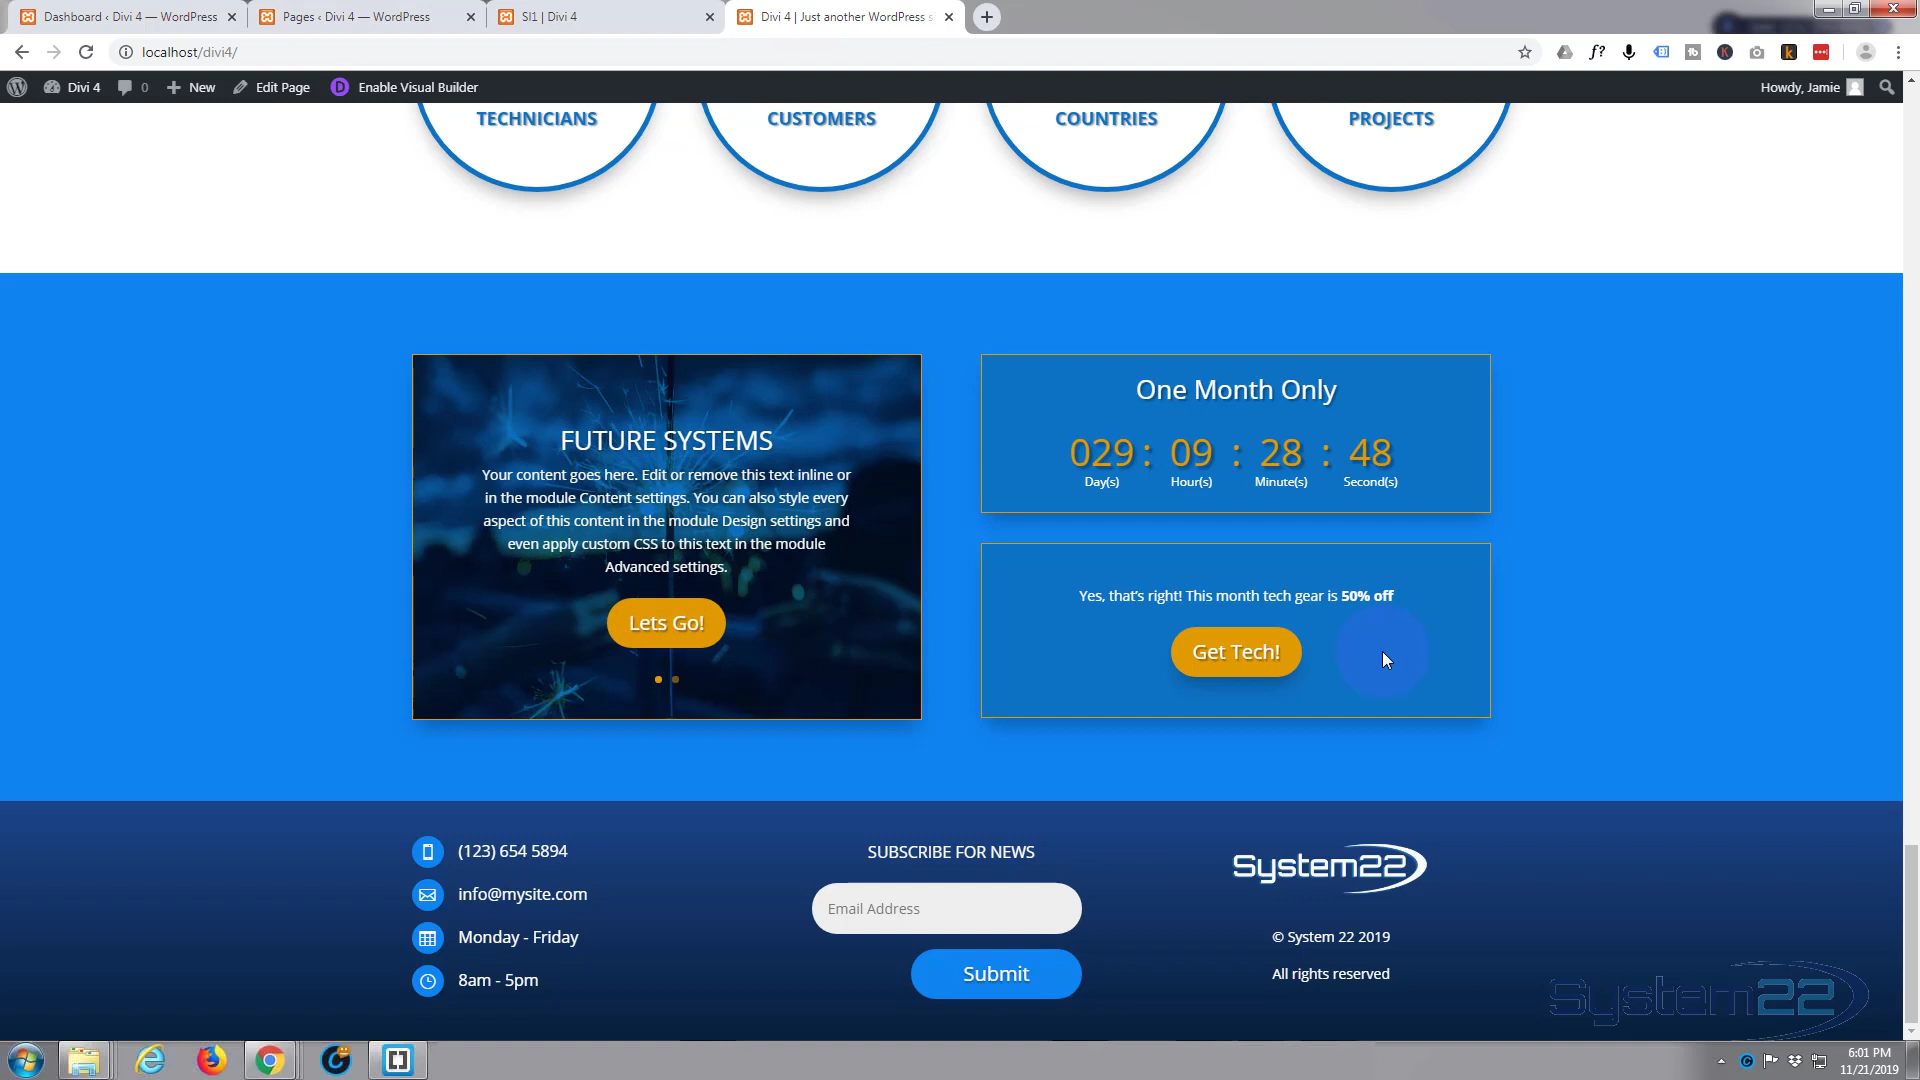 Dashboard ‹ Divi 4 — WordPress
Pages ‹ Divi 4 — WordPress
SI1 | Divi 4
Divi 4 | Just another WordPress s
localhost/divi4/
Divi 4
0
New
Edit Page
Enable Visual Builder
Howdy, Jamie
TECHNICIANS
CUSTOMERS
COUNTRIES
PROJECTS
FUTURE SYSTEMS
Your content goes here. Edit or remove this text inline or
in the module Content settings. You can also style every
aspect of this content in the module Design settings and
even apply custom CSS to this text in the module
Advanced settings.
Lets Go!
One Month Only
029 : 09 : 28 : 48
Day(s) Hour(s) Minute(s) Second(s)
Yes, that's right! This month tech gear is 50% off
Get Tech!
(123) 654 5894
info@mysite.com
Monday - Friday
8am - 5pm
SUBSCRIBE FOR NEWS
Email Address
Submit
System22
© System 22 2019
All rights reserved
System22
6:01 PM
11/21/2019